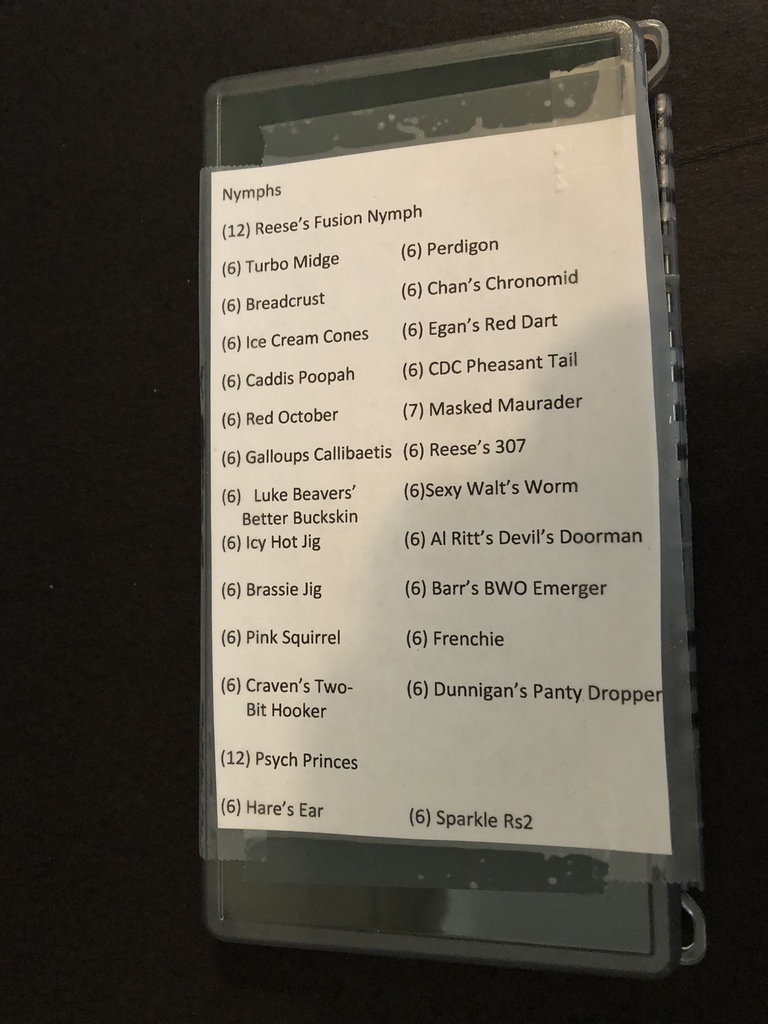 Nymphs
(12) Reese's Fusion Nymph
(6) Turbo Midge (6) Perdigon
(6) Breadcrust (6) Chan's Chronomid
(6) Ice Cream Cones (6) Egan's Red Dart
(6) Caddis Poopah (6) CDC Pheasant Tail
(6) Red October (7) Masked Maurader
(6) Galloups Callibaetis (6) Reese's 307
(6) Luke Beavers' (6)Sexy Walt's Worm
Better Buckskin
(6) Icy Hot Jig (6) Al Ritt's Devil's Doorman
(6) Brassie Jig (6) Barr's BWO Emerger
(6) Pink Squirrel (6) Frenchie
(6) Craven's Two- (6) Dunnigan's Panty Dropper
Bit Hooker
(12) Psych Princes
(6) Hare's Ear (6) Sparkle Rs2